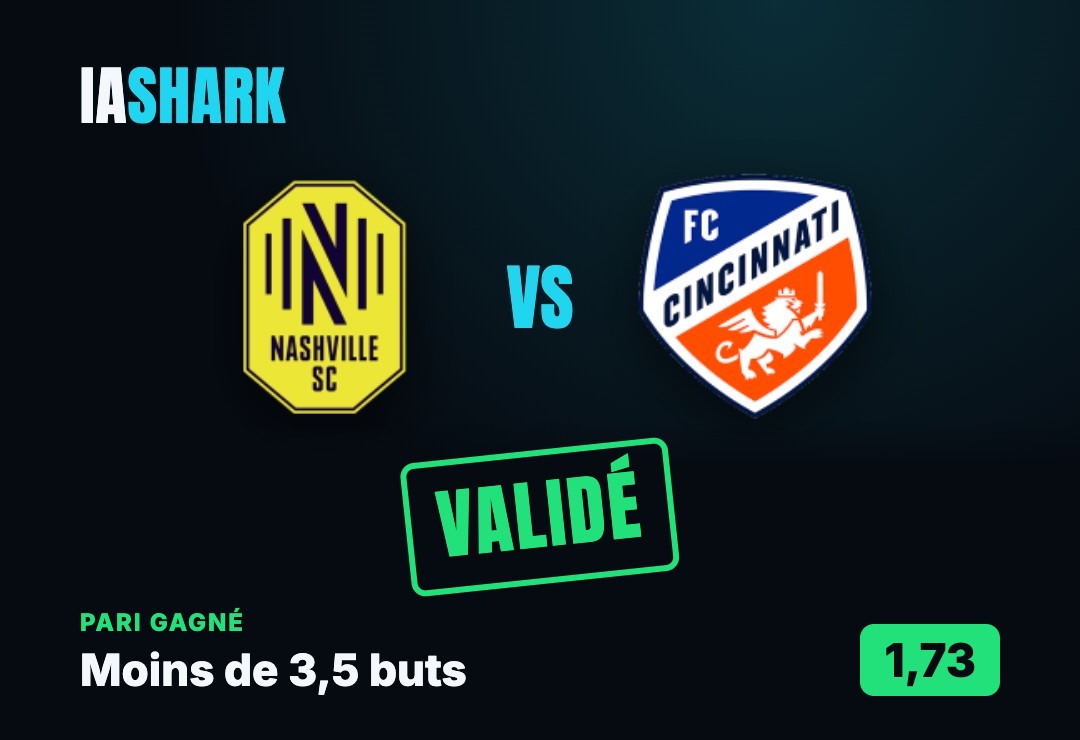 IASHARK
NASHVILLE
SC
VS
FC
CINCINNATI
VALIDÉ
PARI GAGNÉ
Moins de 3,5 buts
1,73